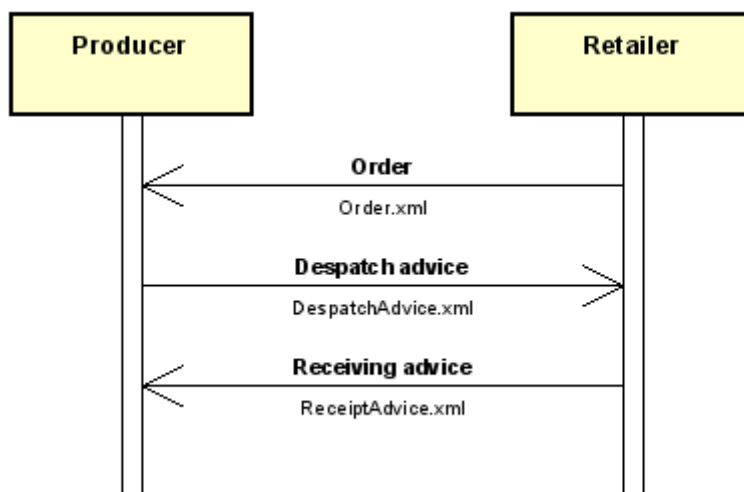 Producer
Retailer
Order
Order.xml
Despatch advice
DespatchAdvice.xml
Receiving advice
ReceiptAdvice.xml